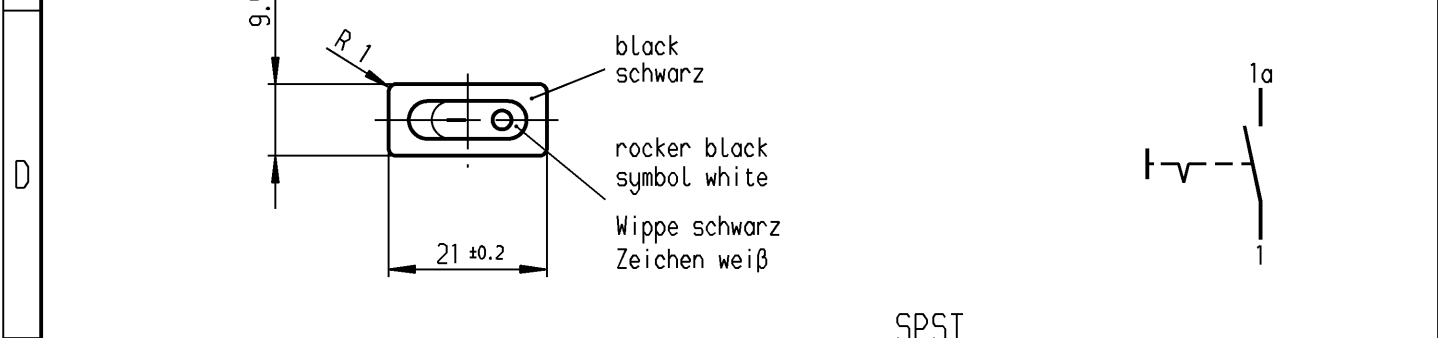 R 1
black
schwarz
1a
rocker black
symbol white
D
Wippe schwarz
Zeichen weiß
21 ±0.2
1
SPST